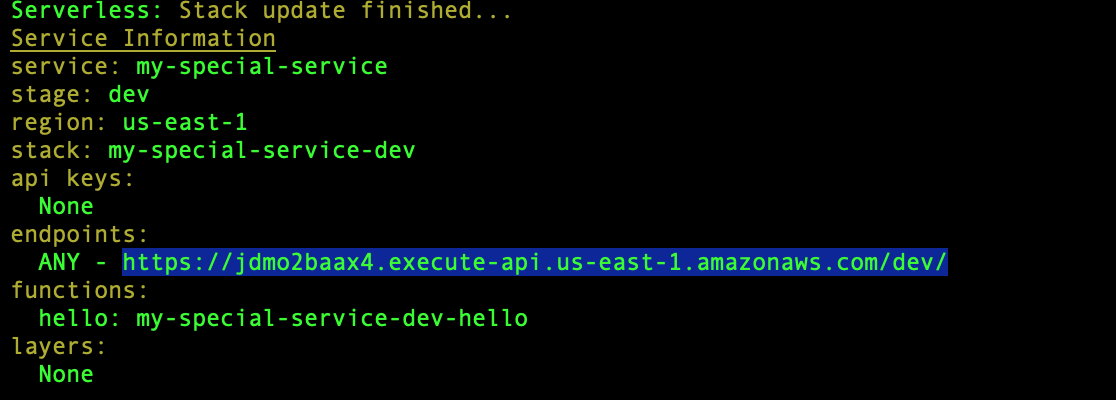 Serverless: Stack update finished...
Service Information
service: my-special-service
stage: dev
region: us-east-1
stack: my-special-service-dev
api keys:
  None
endpoints:
  ANY - https://jdmo2baax4.execute-api.us-east-1.amazonaws.com/dev/
functions:
  hello: my-special-service-dev-hello
layers:
  None